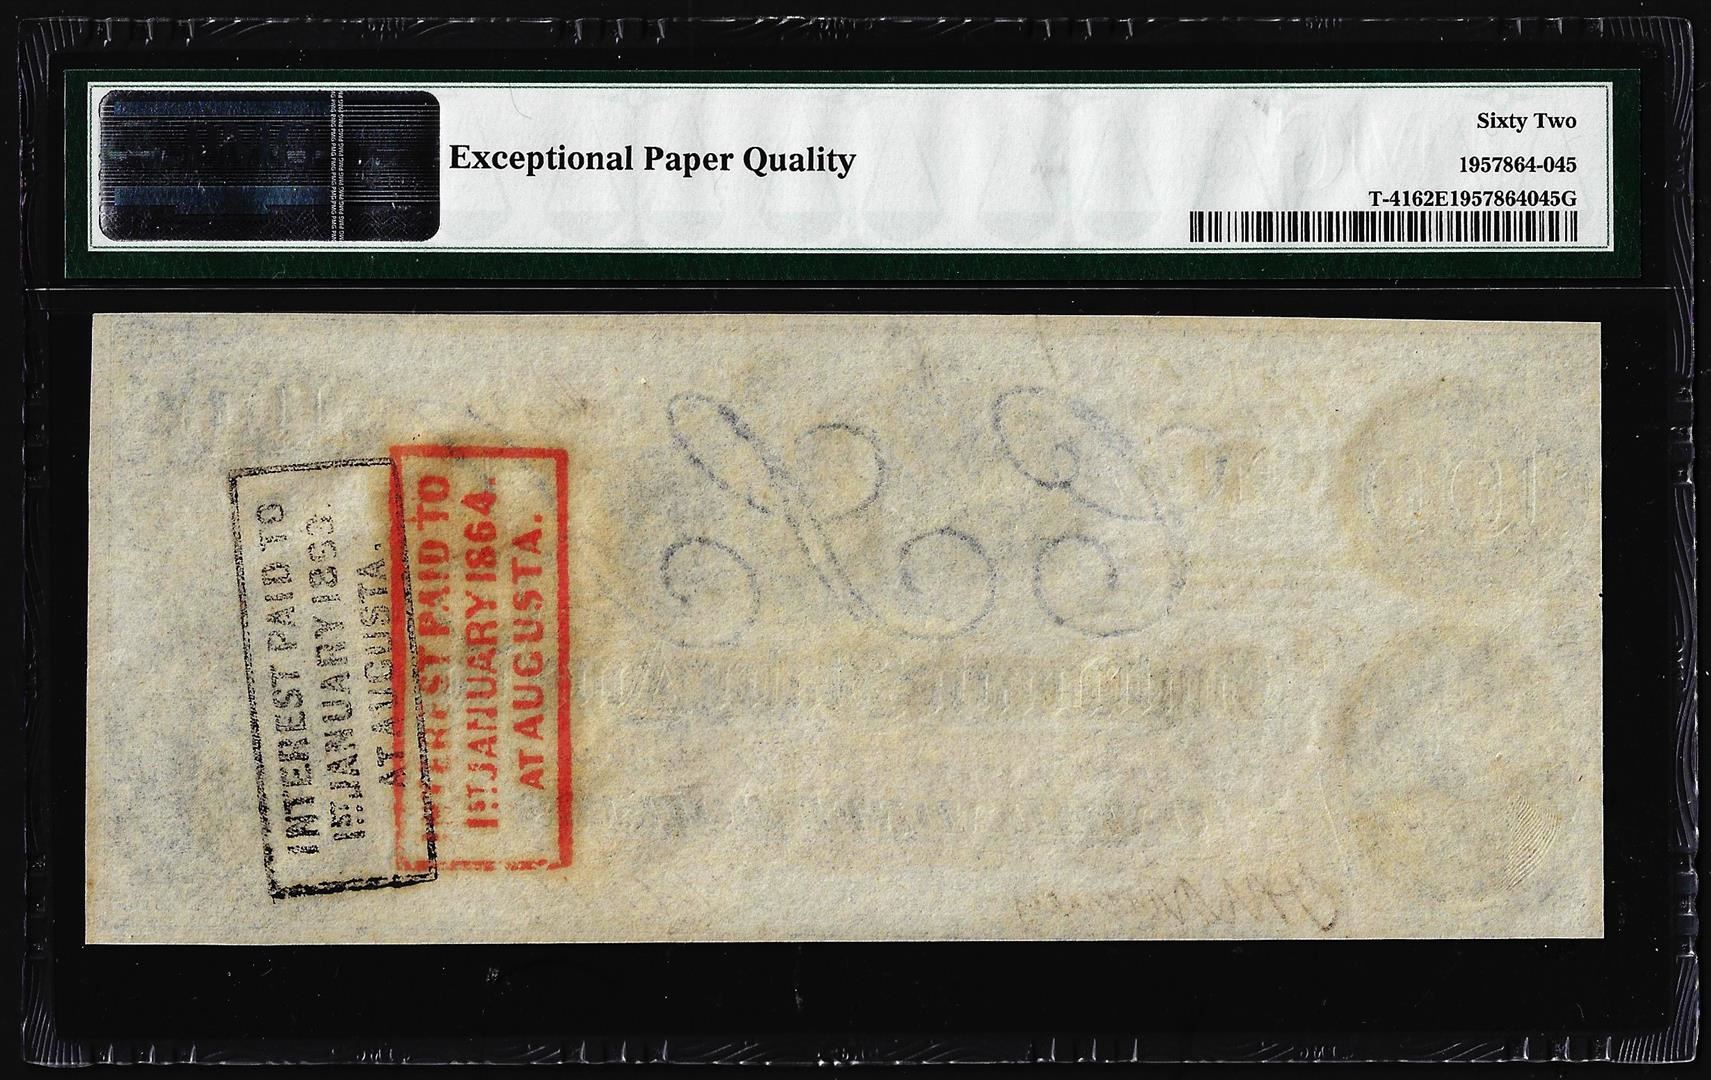 Exceptional Paper Quality
Sixty Two
1957864-045
T-4162E1957864045G
INTEREST PAID TO
1ST JANUARY 1863.
AT AUGUSTA.
INTEREST PAID TO
1ST JANUARY 1864.
AT AUGUSTA.